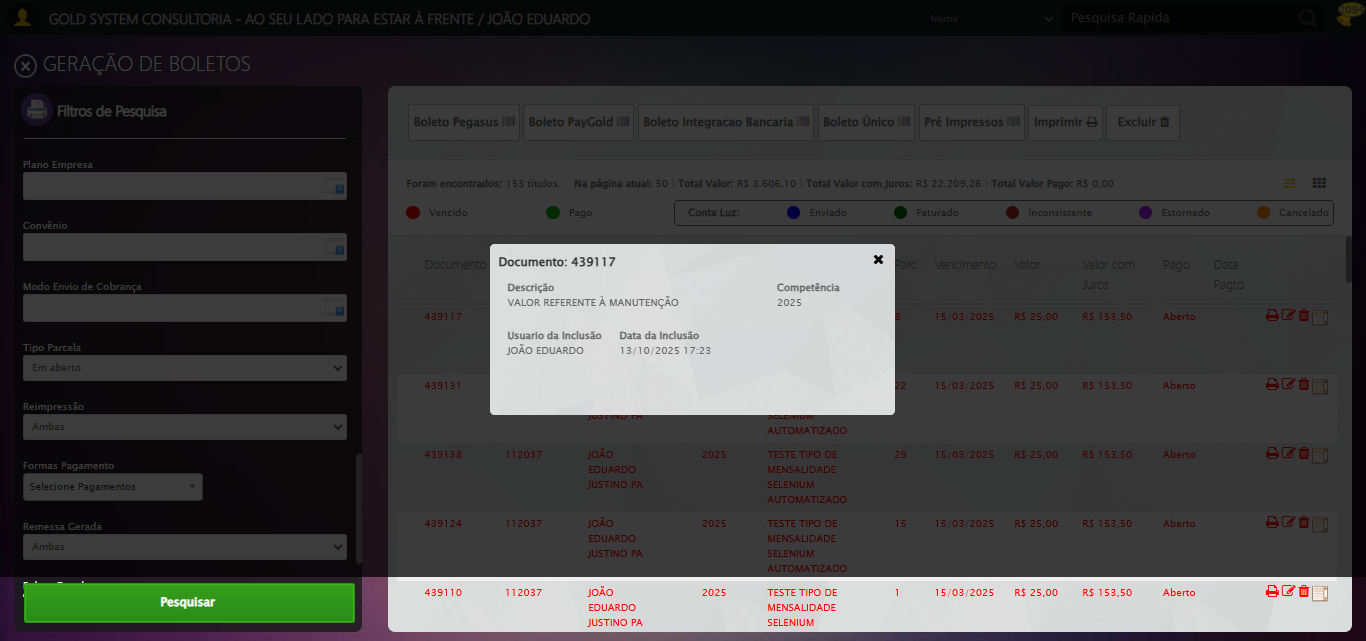 GOLD SYSTEM CONSULTORIA - AO SEU LADO PARA ESTAR À FRENTE / JOÃO EDUARDO
Nome
Pesquisa Rapida
GERAÇÃO DE BOLETOS
Filtros de Pesquisa
Plano Empresa
Convênio
Modo Envio de Cobrança
Tipo Parcela
Em aberto
Reimpressão
Ambas
Formas Pagamento
Selecione Pagamentos
Remessa Gerada
Ambas
Pesquisar
Boleto Pegasus
Boleto PayGold
Boleto Integracao Bancaria
Boleto Único
Pré Impressos
Imprimir
Excluir
Foram encontrados: 153 títulos. Na página atual: 50 | Total Valor: R$ 3.606,10 | Total Valor com Juros: R$ 22.209,26 | Total Valor Pago: R$ 0,00
Vencido
Pago
Conta Luz:
Enviado
Faturado
Inconsistente
Estornado
Cancelado
Documento: 439117
Descrição Competência
VALOR REFERENTE À MANUTENÇÃO 2025
Usuario da Inclusão Data da Inclusão
JOÃO EDUARDO 13/10/2025 17:23
Documento Parc Vencimento Valor Valor com Pago Data
Juros Pagto
439117 8 15/03/2025 R$ 25,00 R$ 153,50 Aberto
439131 22 15/03/2025 R$ 25,00 R$ 153,50 Aberto
JUSTINO PA SELENIUM
AUTOMATIZADO
439138 112037 JOÃO 2025 TESTE TIPO DE 29 15/03/2025 R$ 25,00 R$ 153,50 Aberto
EDUARDO MENSALIDADE
JUSTINO PA SELENIUM
AUTOMATIZADO
439124 112037 JOÃO 2025 TESTE TIPO DE 15 15/03/2025 R$ 25,00 R$ 153,50 Aberto
EDUARDO MENSALIDADE
JUSTINO PA SELENIUM
AUTOMATIZADO
439110 112037 JOÃO 2025 TESTE TIPO DE 1 15/03/2025 R$ 25,00 R$ 153,50 Aberto
EDUARDO MENSALIDADE
JUSTINO PA SELENIUM